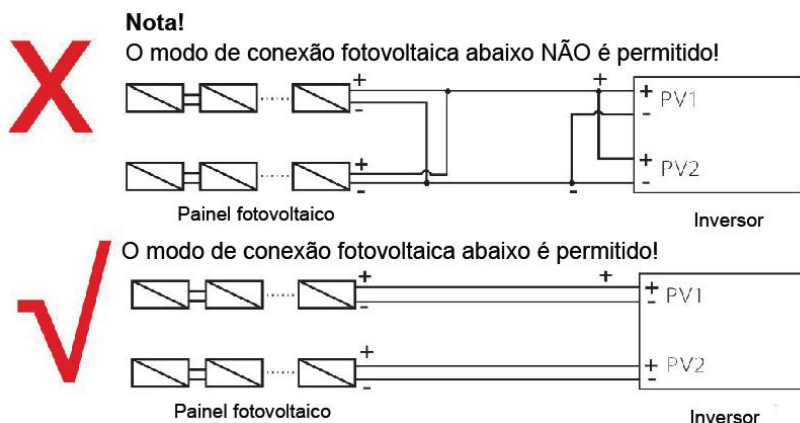 Nota!
O modo de conexão fotovoltaica abaixo NÃO é permitido!
+
-
+
-
+
-
+ PV1
-
+ PV2
-
Painel fotovoltaico
Inversor
O modo de conexão fotovoltaica abaixo é permitido!
+
-
+
-
+
+ PV1
-
+ PV2
-
Painel fotovoltaico
Inversor